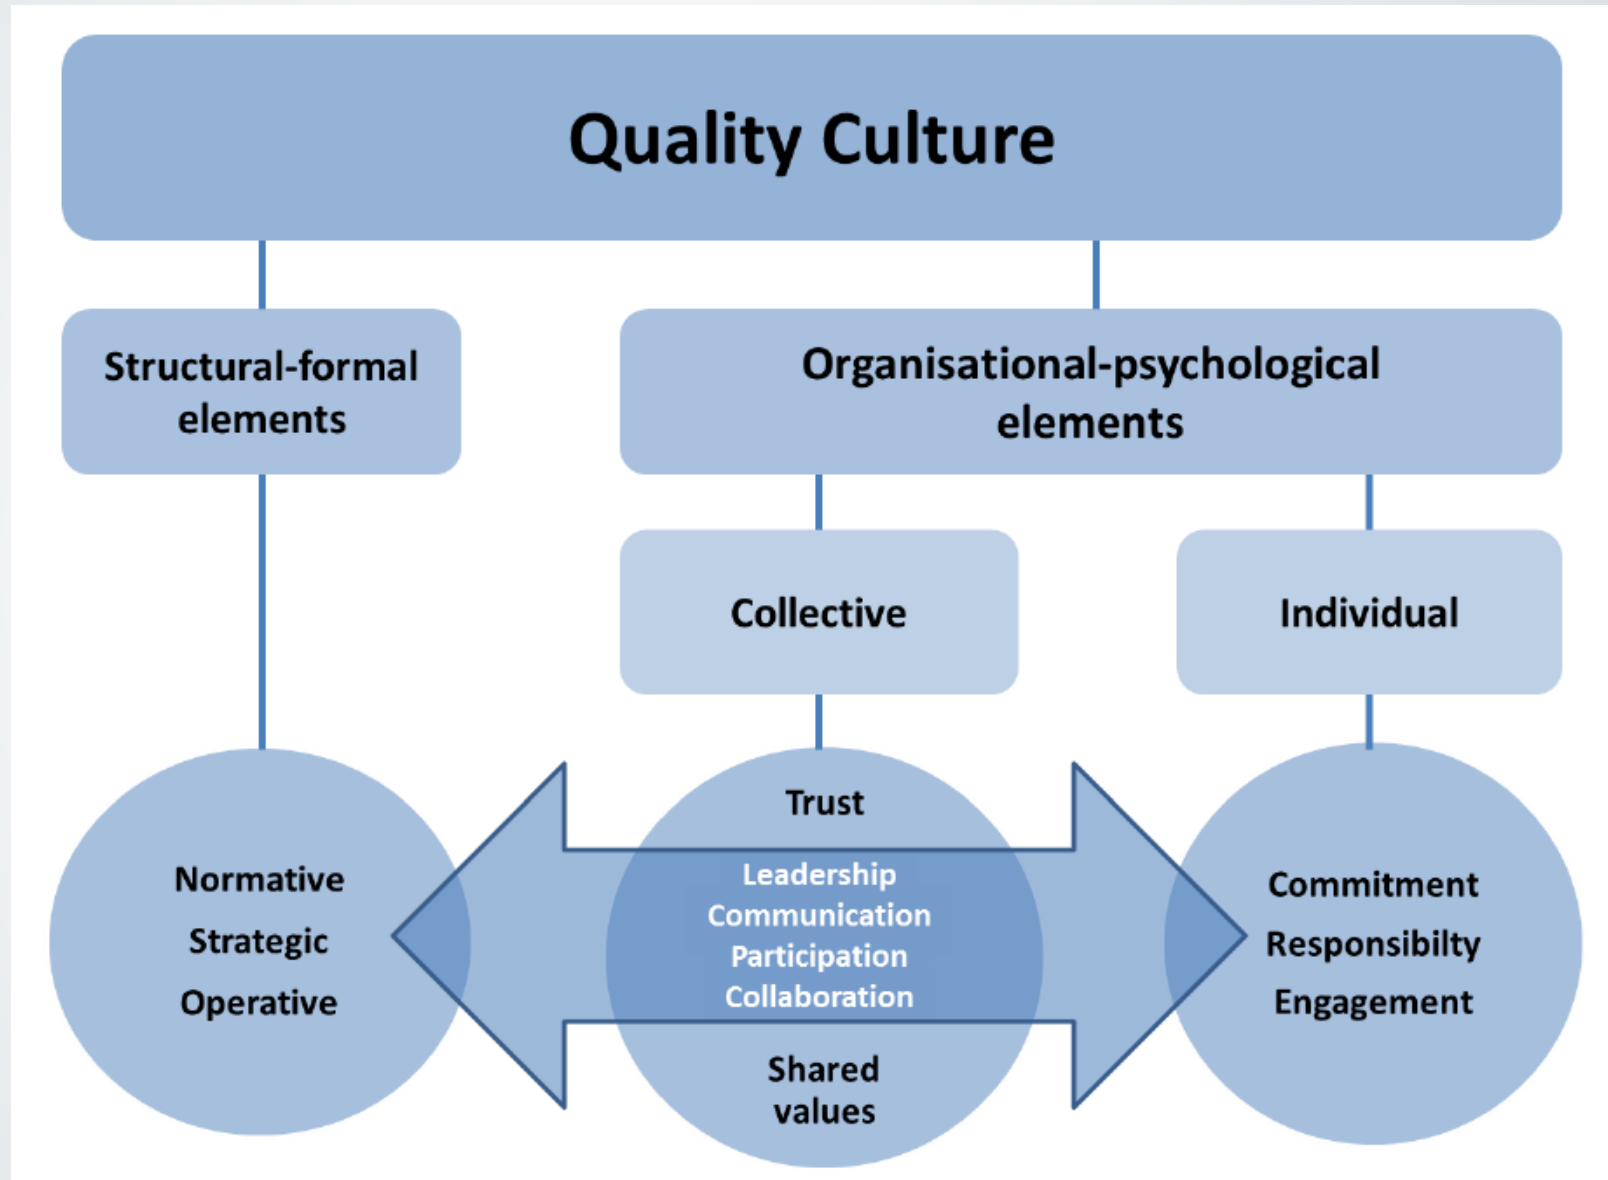 Quality Culture
Structural-formal
elements
Organisational-psychological
elements
Collective
Individual
Normative
Strategic
Operative
Trust
Leadership
Communication
Participation
Collaboration
Shared
values
Commitment
Responsibilty
Engagement